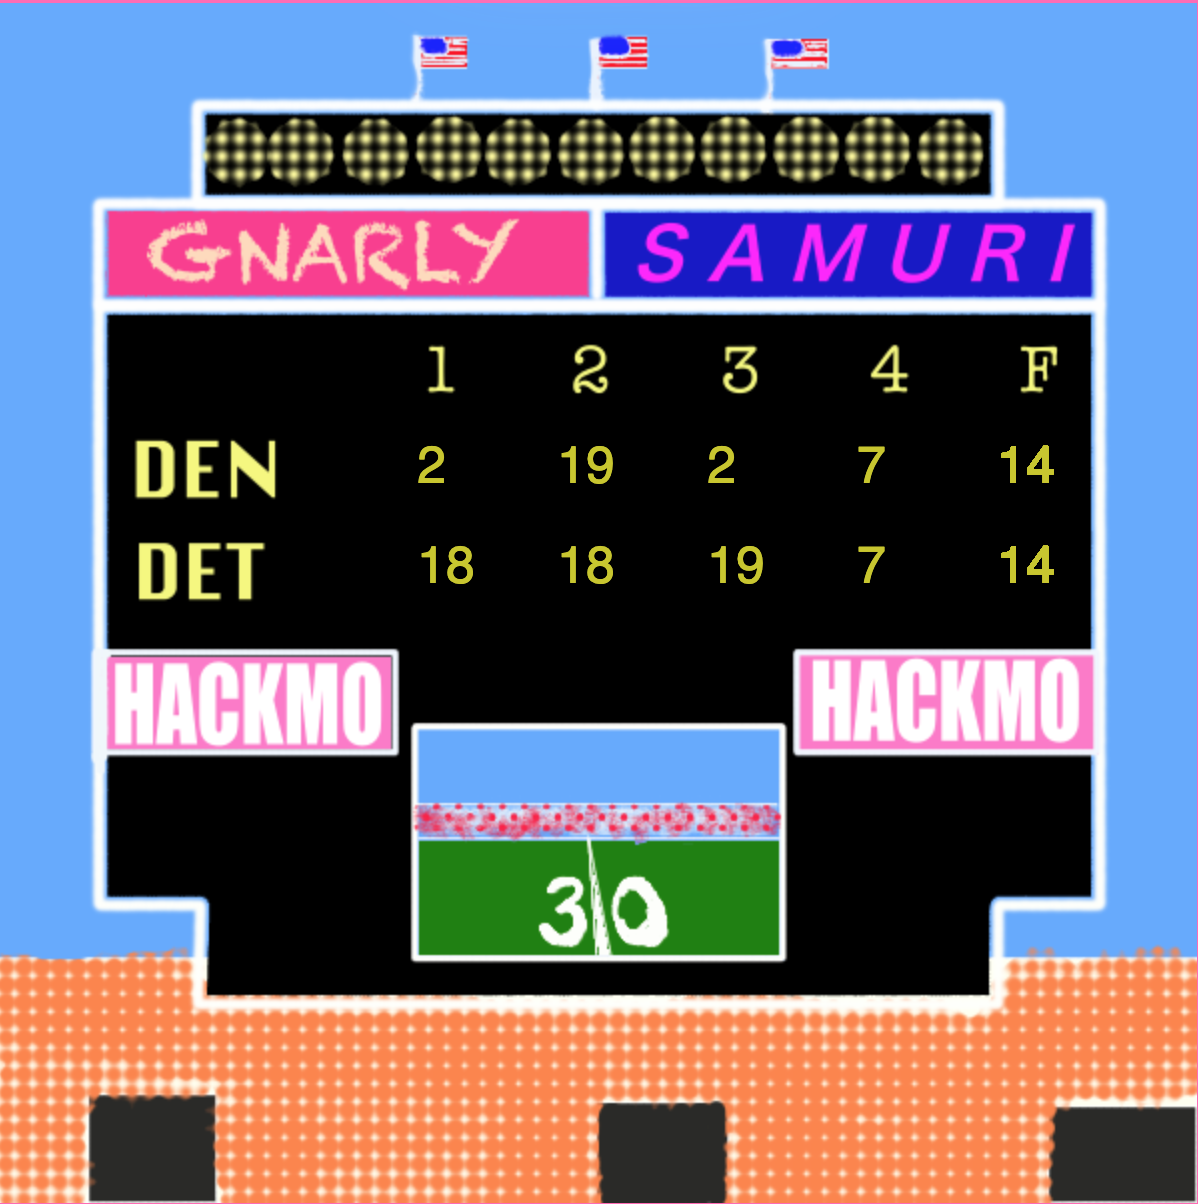 GNARLY SAMURI
1 2 3 4 F
DEN 2 19 2 7 14
DET 18 18 19 7 14
HACKMO HACKMO
30